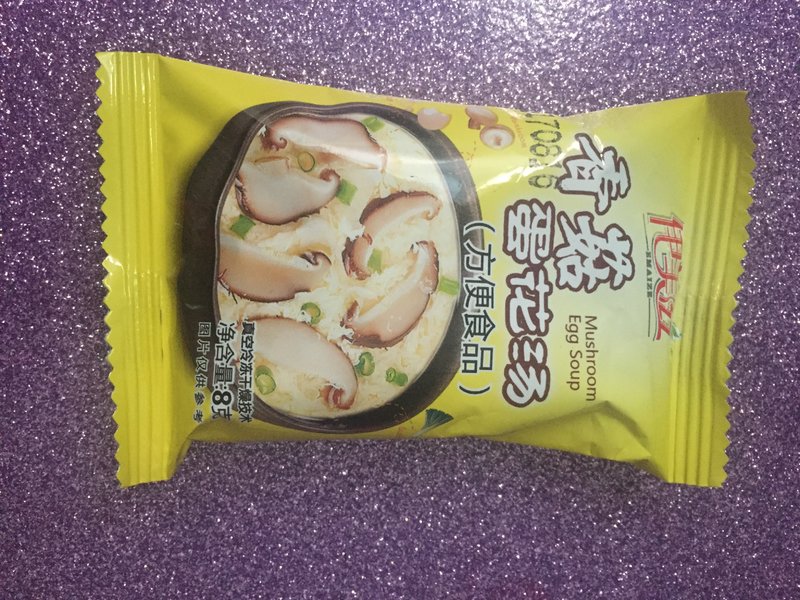 EMAIZE
香菇
蛋花汤
Mushroom
Egg Soup
(方便食品)
真空冷冻干燥技术
净含量:8克
图片仅供参考